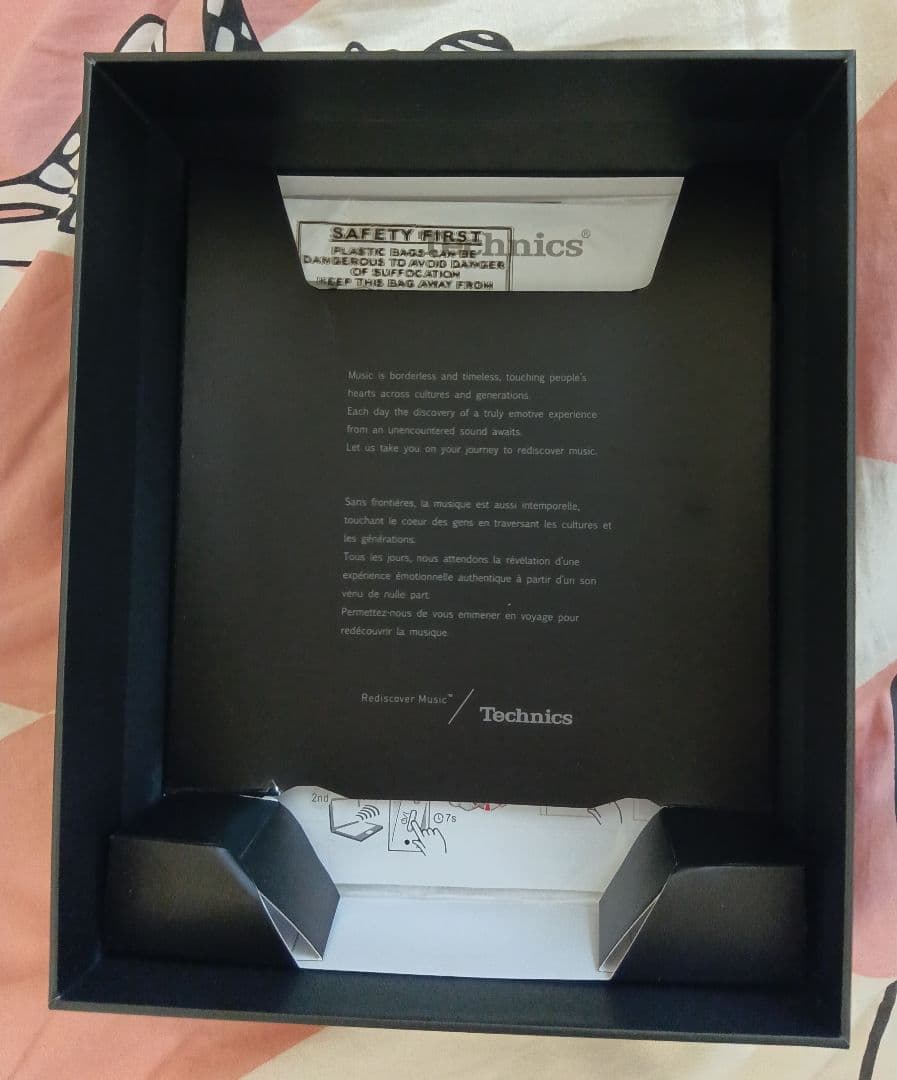 SAFETY FIRST
PLASTIC BAGS CAN BE
DANGEROUS TO AVOID DANGER
OF SUFFOCATION
KEEP THIS BAG AWAY FROM
Technics®
Music is borderless and timeless, touching people's
hearts across cultures and generations.
Each day the discovery of a truly emotive experience
from an unencountered sound awaits.
Let us take you on your journey to rediscover music.
Sans frontières, la musique est aussi intemporelle,
touchant le coeur des gens en traversant les cultures et
les générations.
Tous les jours, nous attendons la révélation d'une
expérience émotionnelle authentique à partir d'un son
venu de nulle part.
Permettez-nous de vous emmener en voyage pour
redécouvrir la musique.
Rediscover Music™
Technics
2nd
7s